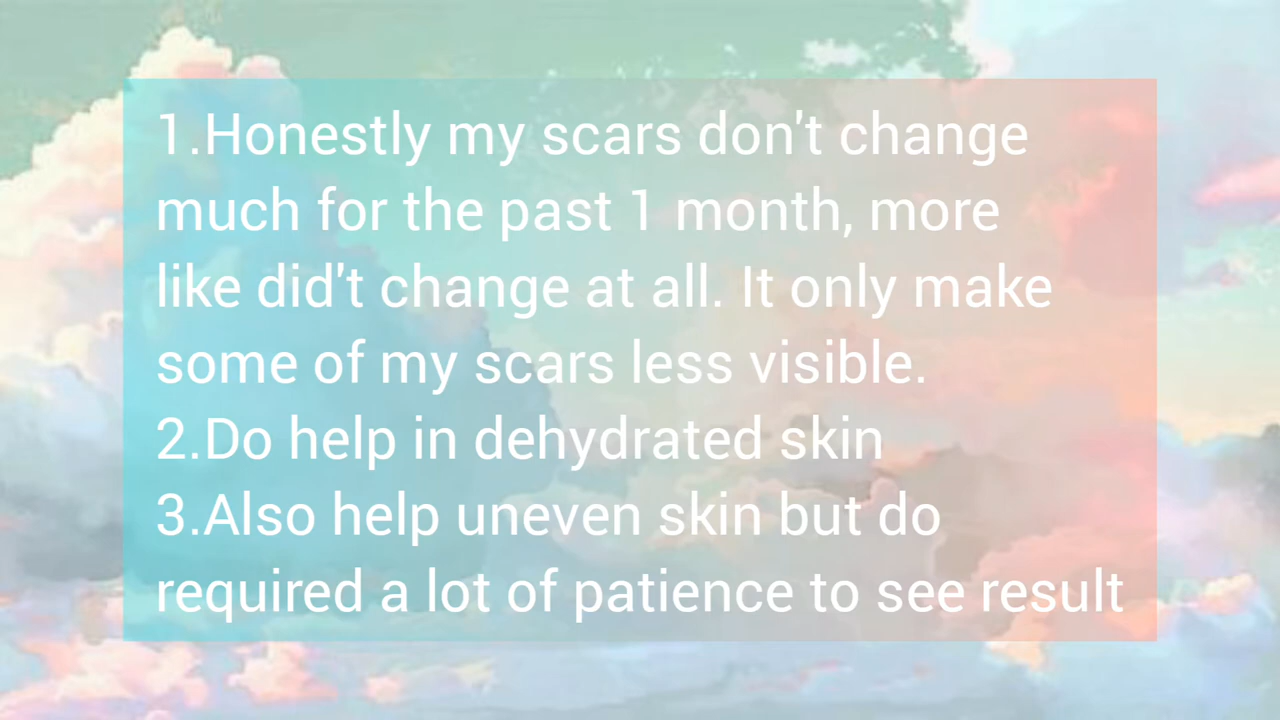 1.Honestly my scars don't change
much for the past 1 month, more
like did't change at all. It only make
some of my scars less visible.
2.Do help in dehydrated skin
3.Also help uneven skin but do
required a lot of patience to see result